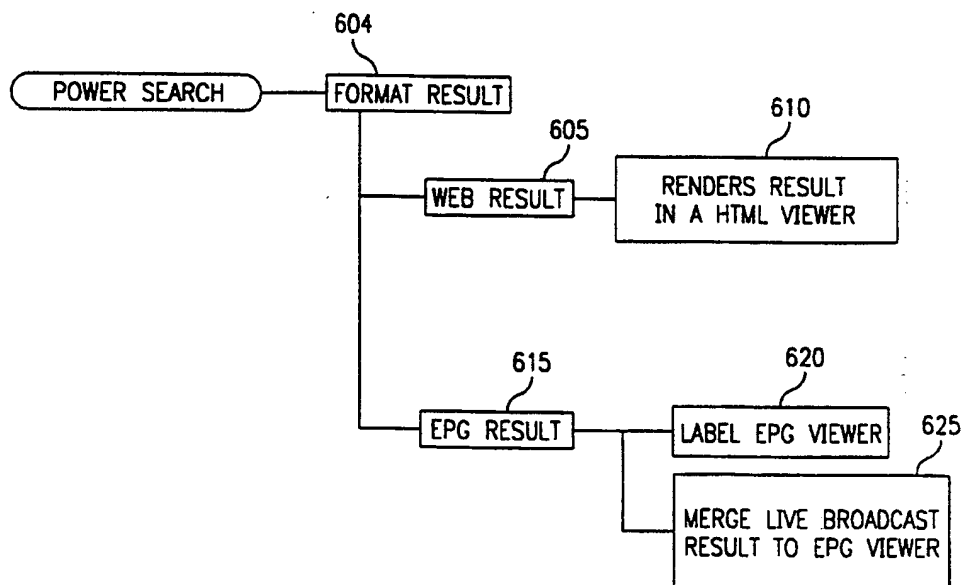 604
POWER SEARCH
FORMAT RESULT
605
610
WEB RESULT
RENDERS RESULT
IN A HTML VIEWER
615
620
EPG RESULT
LABEL EPG VIEWER
625
MERGE LIVE BROADCAST
RESULT TO EPG VIEWER